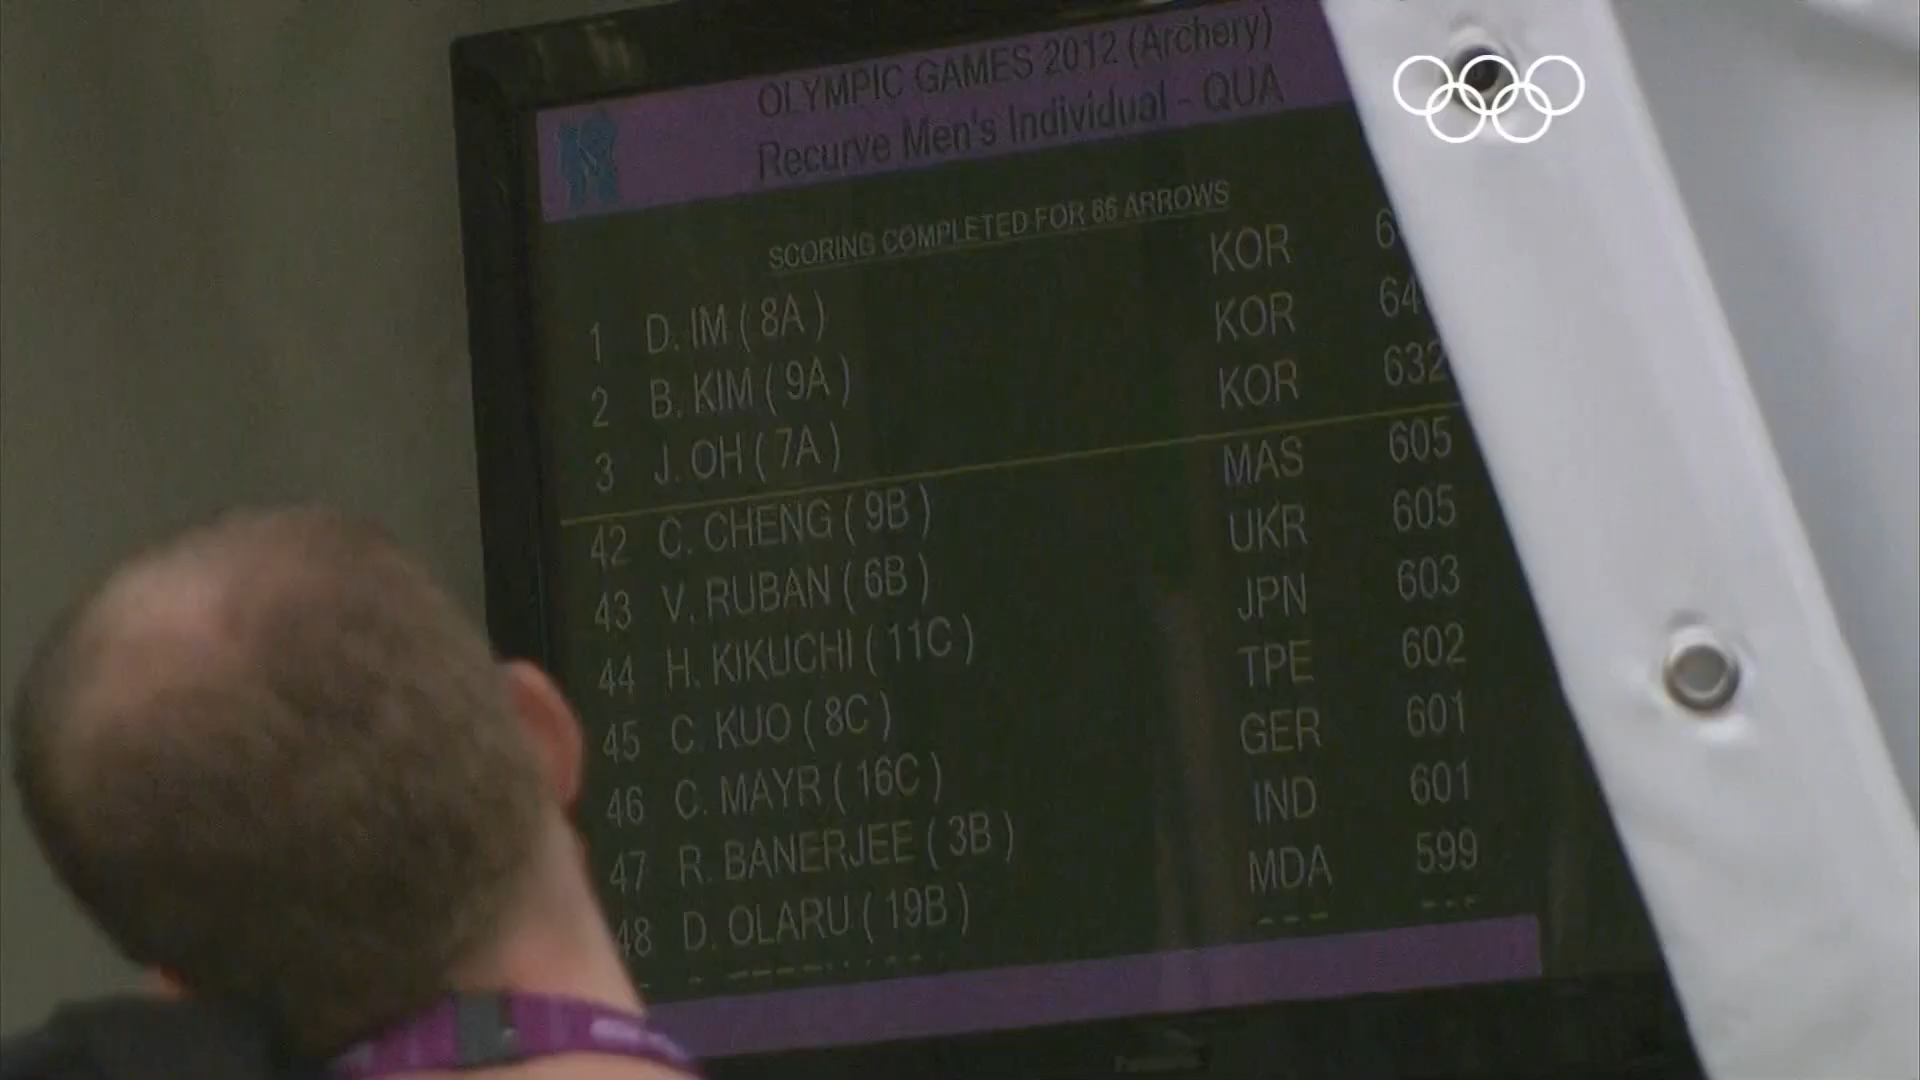 OLYMPIC GAMES 2012 (Archery)
Recurve Men's Individual - QUA
SCORING COMPLETED FOR 66 ARROWS
1 D. IM ( 8A ) KOR
2 B. KIM ( 9A ) KOR
3 J. OH ( 7A ) KOR 632
42 C. CHENG ( 9B ) MAS 605
43 V. RUBAN ( 6B ) UKR 605
44 H. KIKUCHI ( 11C ) JPN 603
45 C. KUO ( 8C ) TPE 602
46 C. MAYR ( 16C ) GER 601
47 R. BANERJEE ( 3B ) IND 601
48 D. OLARU ( 19B ) MDA 599